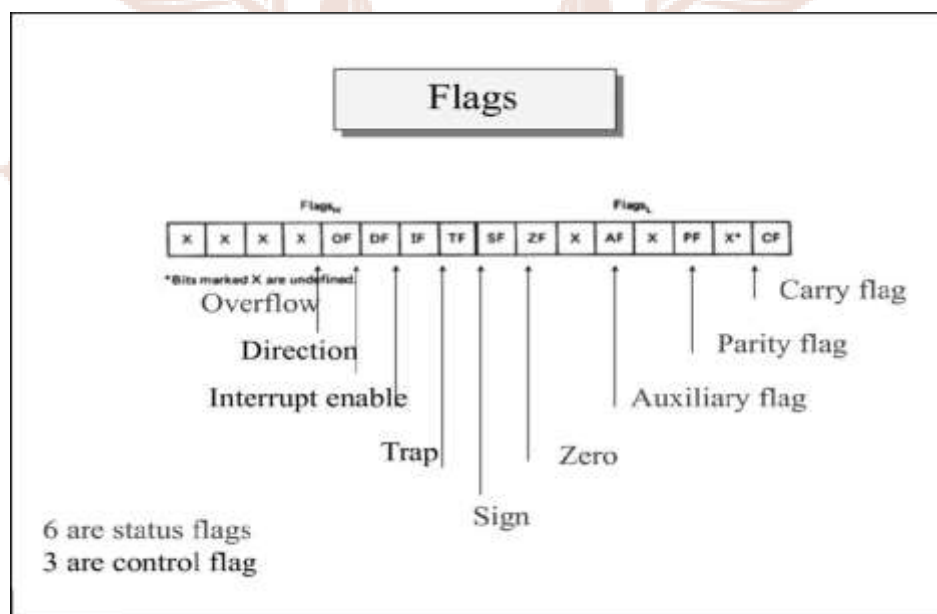 Flags
FlagsH FlagsL
X X X X OF DF IF TF SF ZF X AF X PF X* CF
*Bits marked X are undefined.
Overflow
Carry flag
Direction
Parity flag
Interrupt enable
Auxiliary flag
Trap
Zero
Sign
6 are status flags
3 are control flag